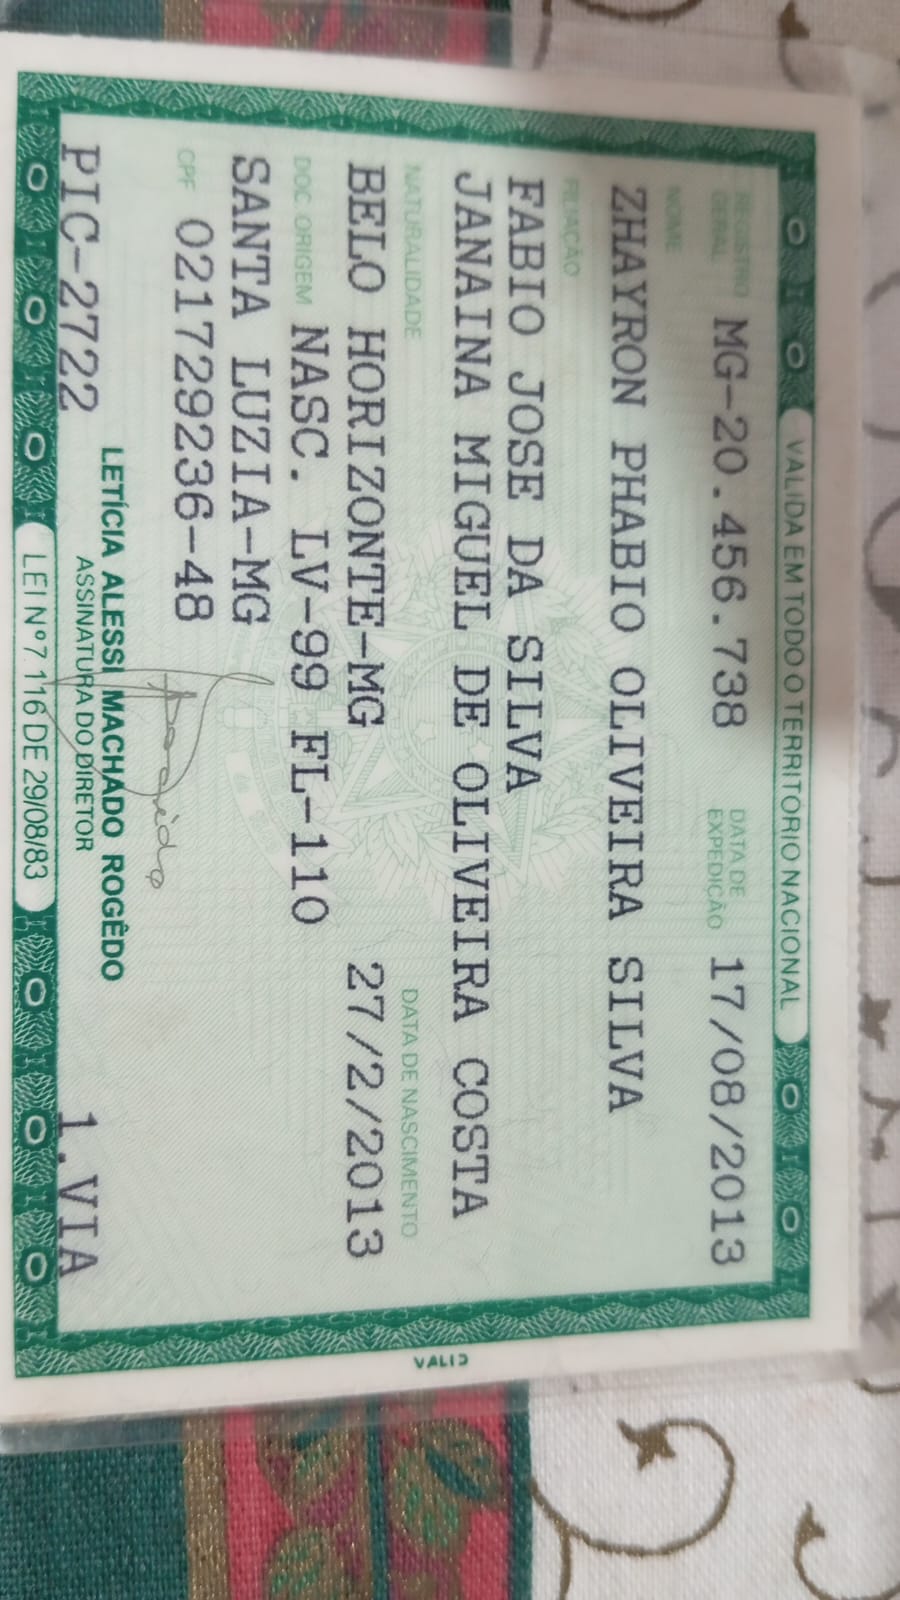 VALIDA EM TODO O TERRITORIO NACIONAL
REGISTRO GERAL MG-20.456.738 DATA DE EXPEDIÇÃO 17/08/2013
NOME
ZHAYRON PHABIO OLIVEIRA SILVA
FILIAÇÃO
FABIO JOSE DA SILVA
JANAINA MIGUEL DE OLIVEIRA COSTA
NATURALIDADE DATA DE NASCIMENTO
BELO HORIZONTE-MG 27/2/2013
DOC ORIGEM NASC. LV-99 FL-110
SANTA LUZIA-MG
CPF 021729236-48
LETÍCIA ALESSI MACHADO ROGÊDO
ASSINATURA DO DIRETOR
PIC-2722 1.VIA
LEI Nº 7.116 DE 29/08/83
VALID